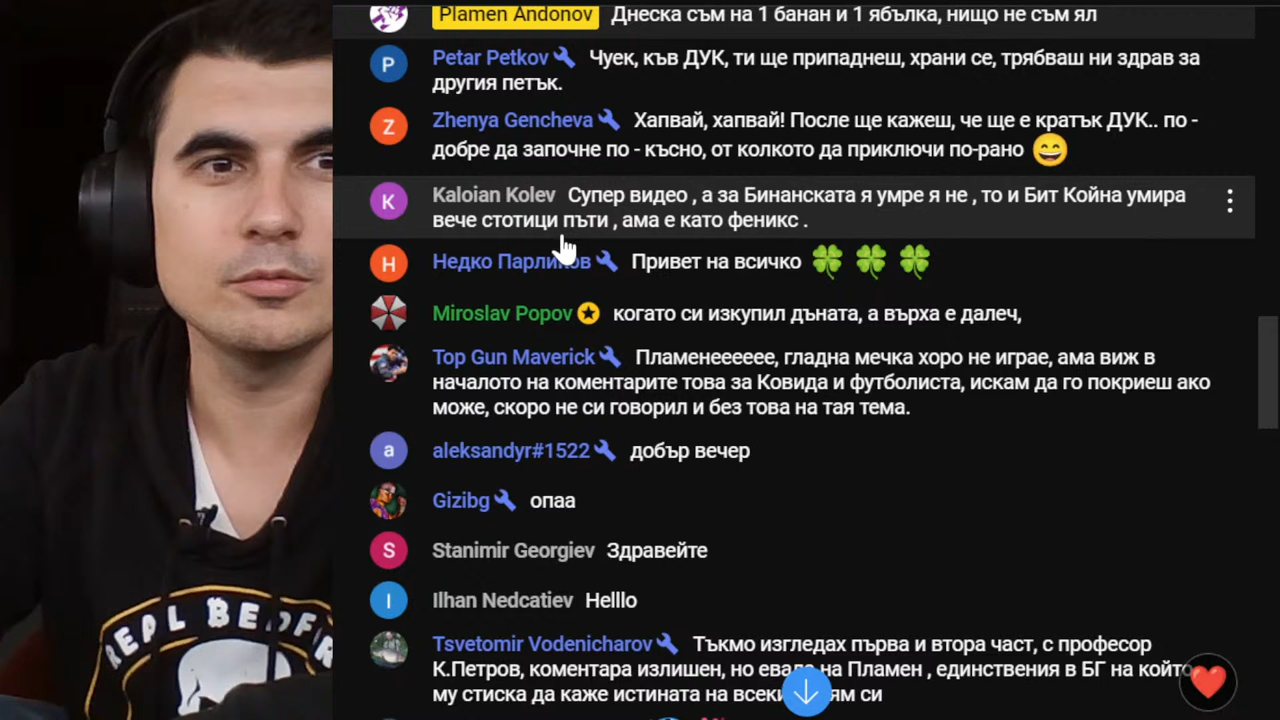 Plamen Andonov Днеска съм на 1 банан и 1 ябълка, нищо не съм ял
P Petar Petkov Чуек, къв ДУК, ти ще припаднеш, храни се, трябваш ни здрав за
другия петък.
Z Zhenya Gencheva Хапвай, хапвай! После ще кажеш, че ще е кратък ДУК.. по -
добре да започне по - късно, от колкото да приключи по-рано
K Kaloian Kolev Супер видео , а за Бинанската я умре я не , то и Бит Койна умира
вече стотици пъти , ама е като феникс .
Н Недко Парликов Привет на всичко
Miroslav Popov когато си изкупил дъната, а върха е далеч,
Top Gun Maverick Пламенееееее, гладна мечка хоро не играе, ама виж в
началото на коментарите това за Ковида и футболиста, искам да го покриеш ако
може, скоро не си говорил и без това на тая тема.
a aleksandyr#1522 добър вечер
Gizibg опаа
S Stanimir Georgiev Здравейте
I Ilhan Nedcatiev Helllo
Tsvetomir Vodenicharov Тъкмо изгледах първа и втора част, с професор
К.Петров, коментара излишен, но евала на Пламен , единствения в БГ на който
му стиска да каже истината на всеки ям си
REAL BEDFOR